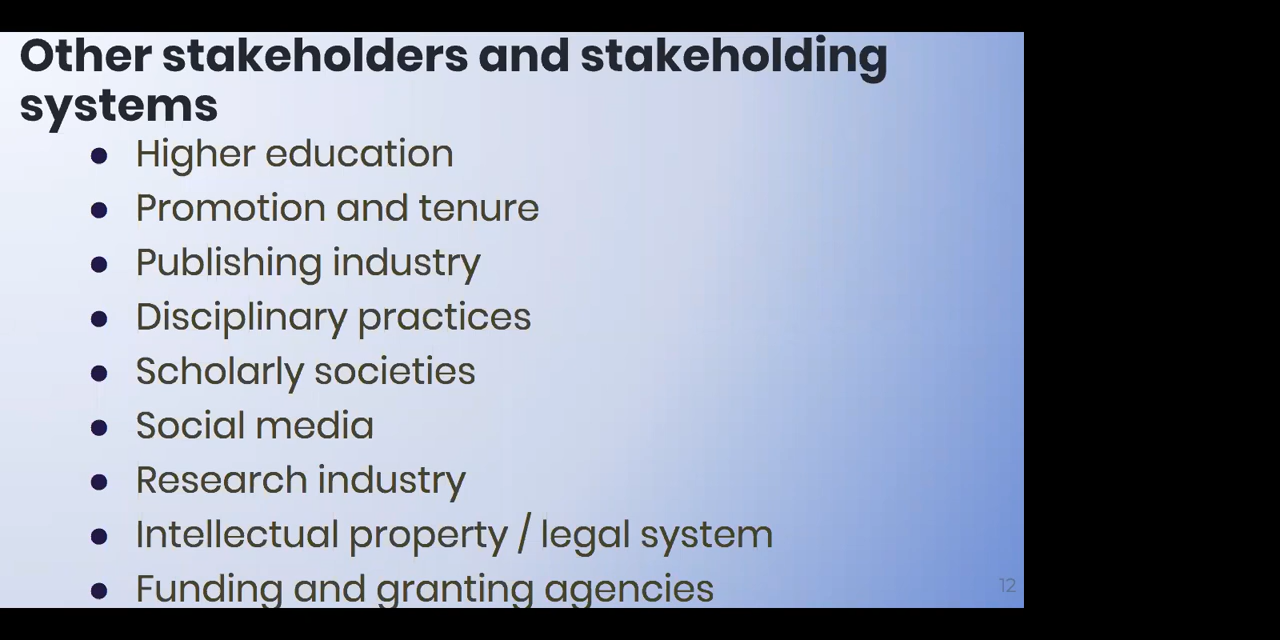 Other stakeholders and stakeholding
systems
● Higher education
● Promotion and tenure
● Publishing industry
● Disciplinary practices
● Scholarly societies
● Social media
● Research industry
● Intellectual property / legal system
● Funding and granting agencies
12